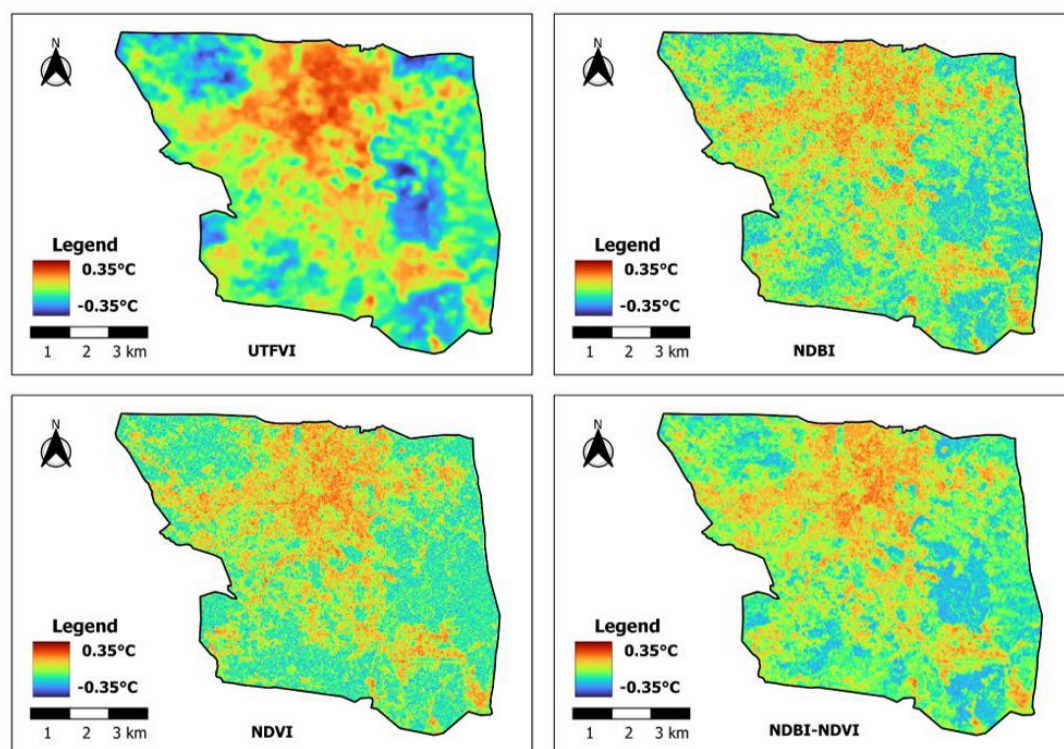 N
Legend
0.35°C
-0.35°C
1 2 3 km
UTFVI
N
Legend
0.35°C
-0.35°C
1 2 3 km
NDBI
N
Legend
0.35°C
-0.35°C
1 2 3 km
NDVI
N
Legend
0.35°C
-0.35°C
1 2 3 km
NDBI-NDVI